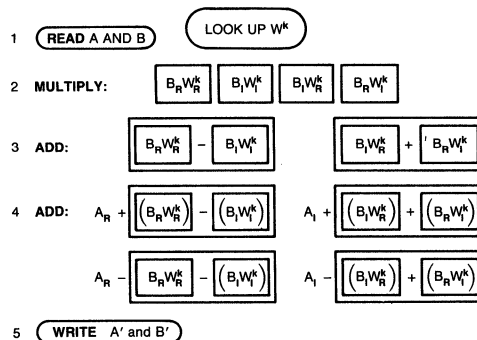 1 READ A AND B LOOK UP Wᵏ
2 MULTIPLY: B_R W_R^k B_I W_I^k B_I W_R^k B_R W_I^k
3 ADD: B_R W_R^k − B_I W_I^k B_I W_R^k + B_R W_I^k
4 ADD: A_R + (B_R W_R^k) − (B_I W_I^k) A_I + (B_I W_R^k) + (B_R W_I^k)
A_R − B_R W_R^k − (B_I W_I^k) A_I − (B_I W_R^k) + (B_R W_I^k)
5 WRITE A′ and B′